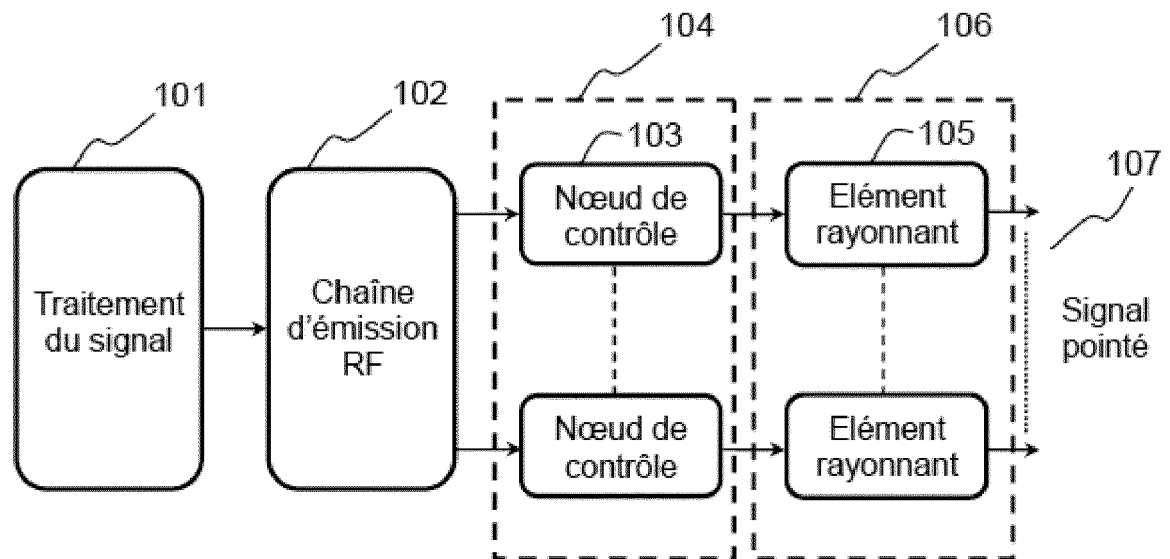 104
106
101
102
103
105
107
Nœud de
contrôle
Elément
rayonnant
Traitement
du signal
Chaîne
d'émission
RF
Signal
pointé
Nœud de
contrôle
Elément
rayonnant